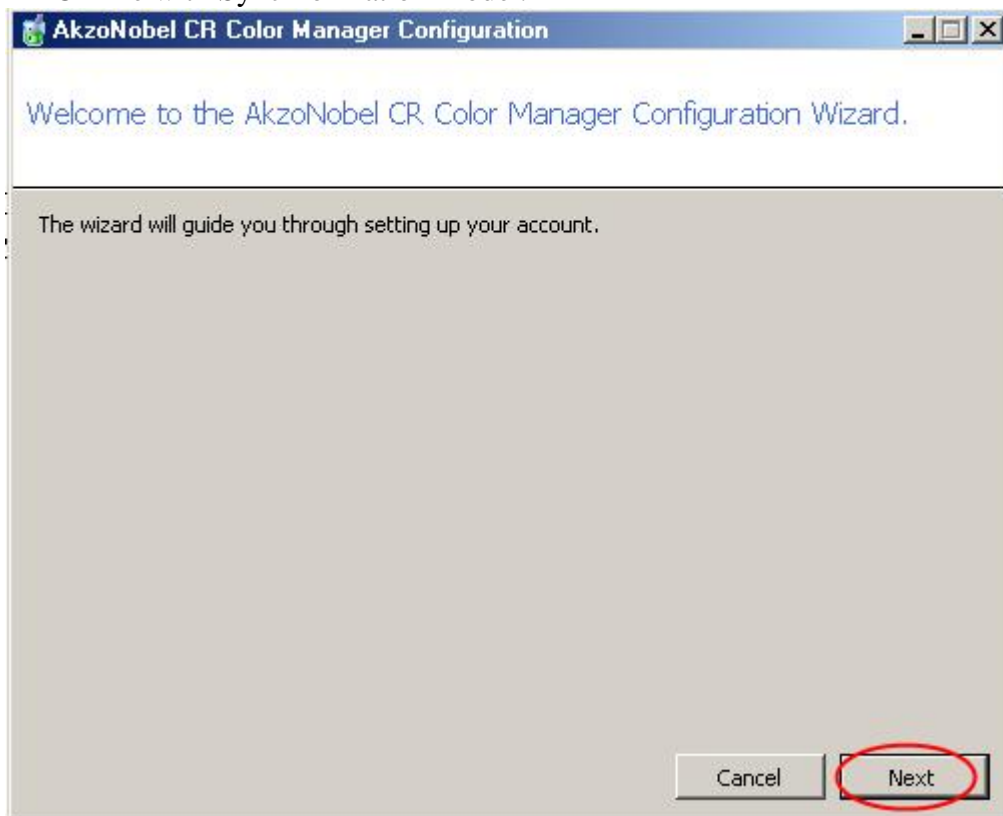 AkzoNobel CR Color Manager Configuration
Welcome to the AkzoNobel CR Color Manager Configuration Wizard.
The wizard will guide you through setting up your account.
Cancel Next